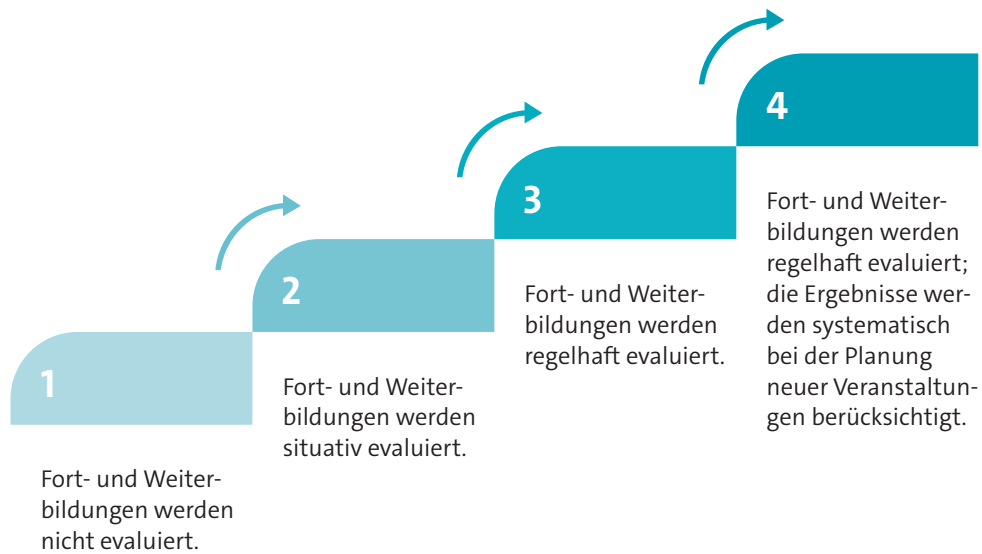 1
Fort- und Weiter-
bildungen werden
nicht evaluiert.
2
Fort- und Weiter-
bildungen werden
situativ evaluiert.
3
Fort- und Weiter-
bildungen werden
regelhaft evaluiert.
4
Fort- und Weiter-
bildungen werden
regelhaft evaluiert;
die Ergebnisse wer-
den systematisch
bei der Planung
neuer Veranstaltun-
gen berücksichtigt.